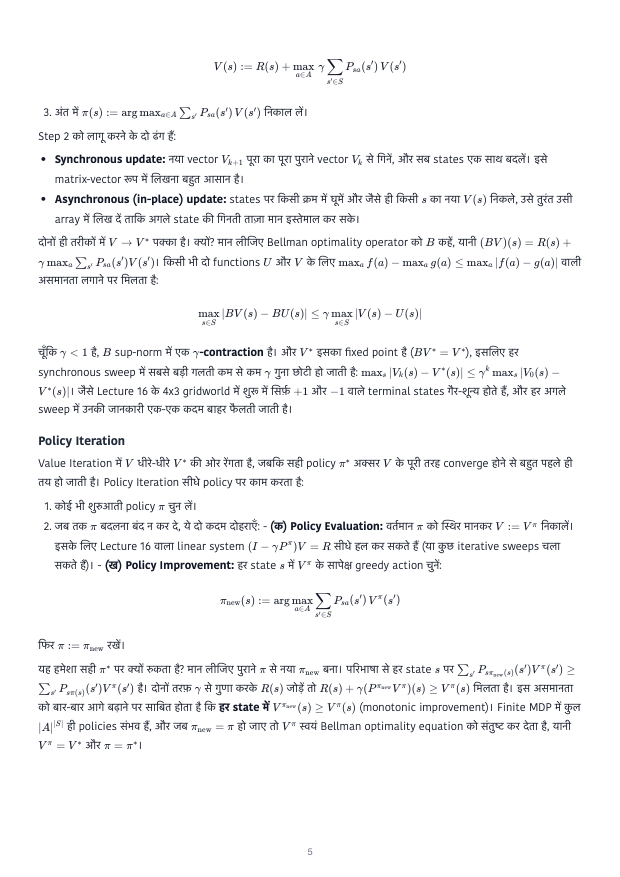 V(s) := R(s) + max_{a∈A} γ ∑_{s'∈S} P_{sa}(s') V(s')
3. अंत में π(s) := arg max_{a∈A} ∑_{s'} P_{sa}(s') V(s') निकाल लें।
Step 2 को लागू करने के दो ढंग हैं:
• Synchronous update: नया vector V_{k+1} पूरा का पूरा पुराने vector V_k से गिनें, और सब states एक साथ बदलें। इसे
matrix-vector रूप में लिखना बहुत आसान है।
• Asynchronous (in-place) update: states पर किसी क्रम में घूमें और जैसे ही किसी s का नया V(s) निकले, उसे तुरंत उसी
array में लिख दें ताकि अगले state की गिनती ताज़ा मान इस्तेमाल कर सके।
दोनों ही तरीकों में V → V* पक्का है। क्यों? मान लीजिए Bellman optimality operator को B कहें, यानी (BV)(s) = R(s) +
γ max_a ∑_{s'} P_{sa}(s')V(s')। किसी भी दो functions U और V के लिए max_a f(a) − max_a g(a) ≤ max_a |f(a) − g(a)| वाली
असमानता लगाने पर मिलता है:
max_{s∈S} |BV(s) − BU(s)| ≤ γ max_{s∈S} |V(s) − U(s)|
चूँकि γ < 1 है, B sup-norm में एक γ-contraction है। और V* इसका fixed point है (BV* = V*), इसलिए हर
synchronous sweep में सबसे बड़ी गलती कम से कम γ गुना छोटी हो जाती है: max_s |V_k(s) − V*(s)| ≤ γ^k max_s |V_0(s) −
V*(s)|। जैसे Lecture 16 के 4x3 gridworld में शुरू में सिर्फ़ +1 और −1 वाले terminal states गैर-शून्य होते हैं, और हर अगले
sweep में उनकी जानकारी एक-एक कदम बाहर फैलती जाती है।
Policy Iteration
Value Iteration में V धीरे-धीरे V* की ओर रेंगता है, जबकि सही policy π* अक्सर V के पूरी तरह converge होने से बहुत पहले ही
तय हो जाती है। Policy Iteration सीधे policy पर काम करता है:
1. कोई भी शुरुआती policy π चुन लें।
2. जब तक π बदलना बंद न कर दे, ये दो कदम दोहराएँ: - (क) Policy Evaluation: वर्तमान π को स्थिर मानकर V := V^π निकालें।
इसके लिए Lecture 16 वाला linear system (I − γP^π)V = R सीधे हल कर सकते हैं (या कुछ iterative sweeps चला
सकते हैं)। - (ख) Policy Improvement: हर state s में V^π के सापेक्ष greedy action चुनें:
π_new(s) := arg max_{a∈A} ∑_{s'∈S} P_{sa}(s') V^π(s')
फिर π := π_new रखें।
यह हमेशा सही π* पर क्यों रुकता है? मान लीजिए पुराने π से नया π_new बना। परिभाषा से हर state s पर ∑_{s'} P_{sπ_new(s)}(s')V^π(s') ≥
∑_{s'} P_{sπ(s)}(s')V^π(s') है। दोनों तरफ़ γ से गुणा करके R(s) जोड़ें तो R(s) + γ(P^{π_new}V^π)(s) ≥ V^π(s) मिलता है। इस असमानता
को बार-बार आगे बढ़ाने पर साबित होता है कि हर state में V^{π_new}(s) ≥ V^π(s) (monotonic improvement)। Finite MDP में कुल
|A|^{|S|} ही policies संभव हैं, और जब π_new = π हो जाए तो V^π स्वयं Bellman optimality equation को संतुष्ट कर देता है, यानी
V^π = V* और π = π*।
5